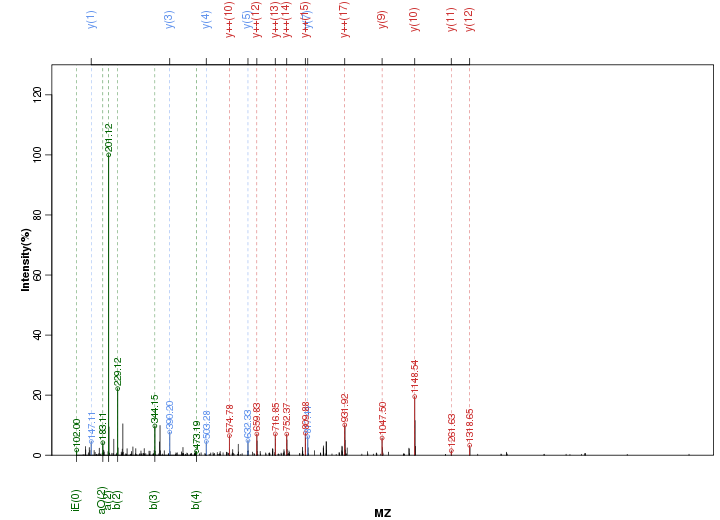 y(1)
y(3)
y(4)
y++(10)
y(5)
y++(12)
y++(13)
y++(14)
y++(17)
y(9)
y(10)
y(11)
y(12)
Intensity(%)
0
20
40
60
80
100
120
102.00
147.11
183.11
201.12
229.12
344.15
390.20
473.19
503.28
574.78
632.33
659.83
716.85
752.37
931.92
1047.50
1148.54
1261.63
1318.65
iE(0)
a(2)
b(2)
b(3)
b(4)
MZ